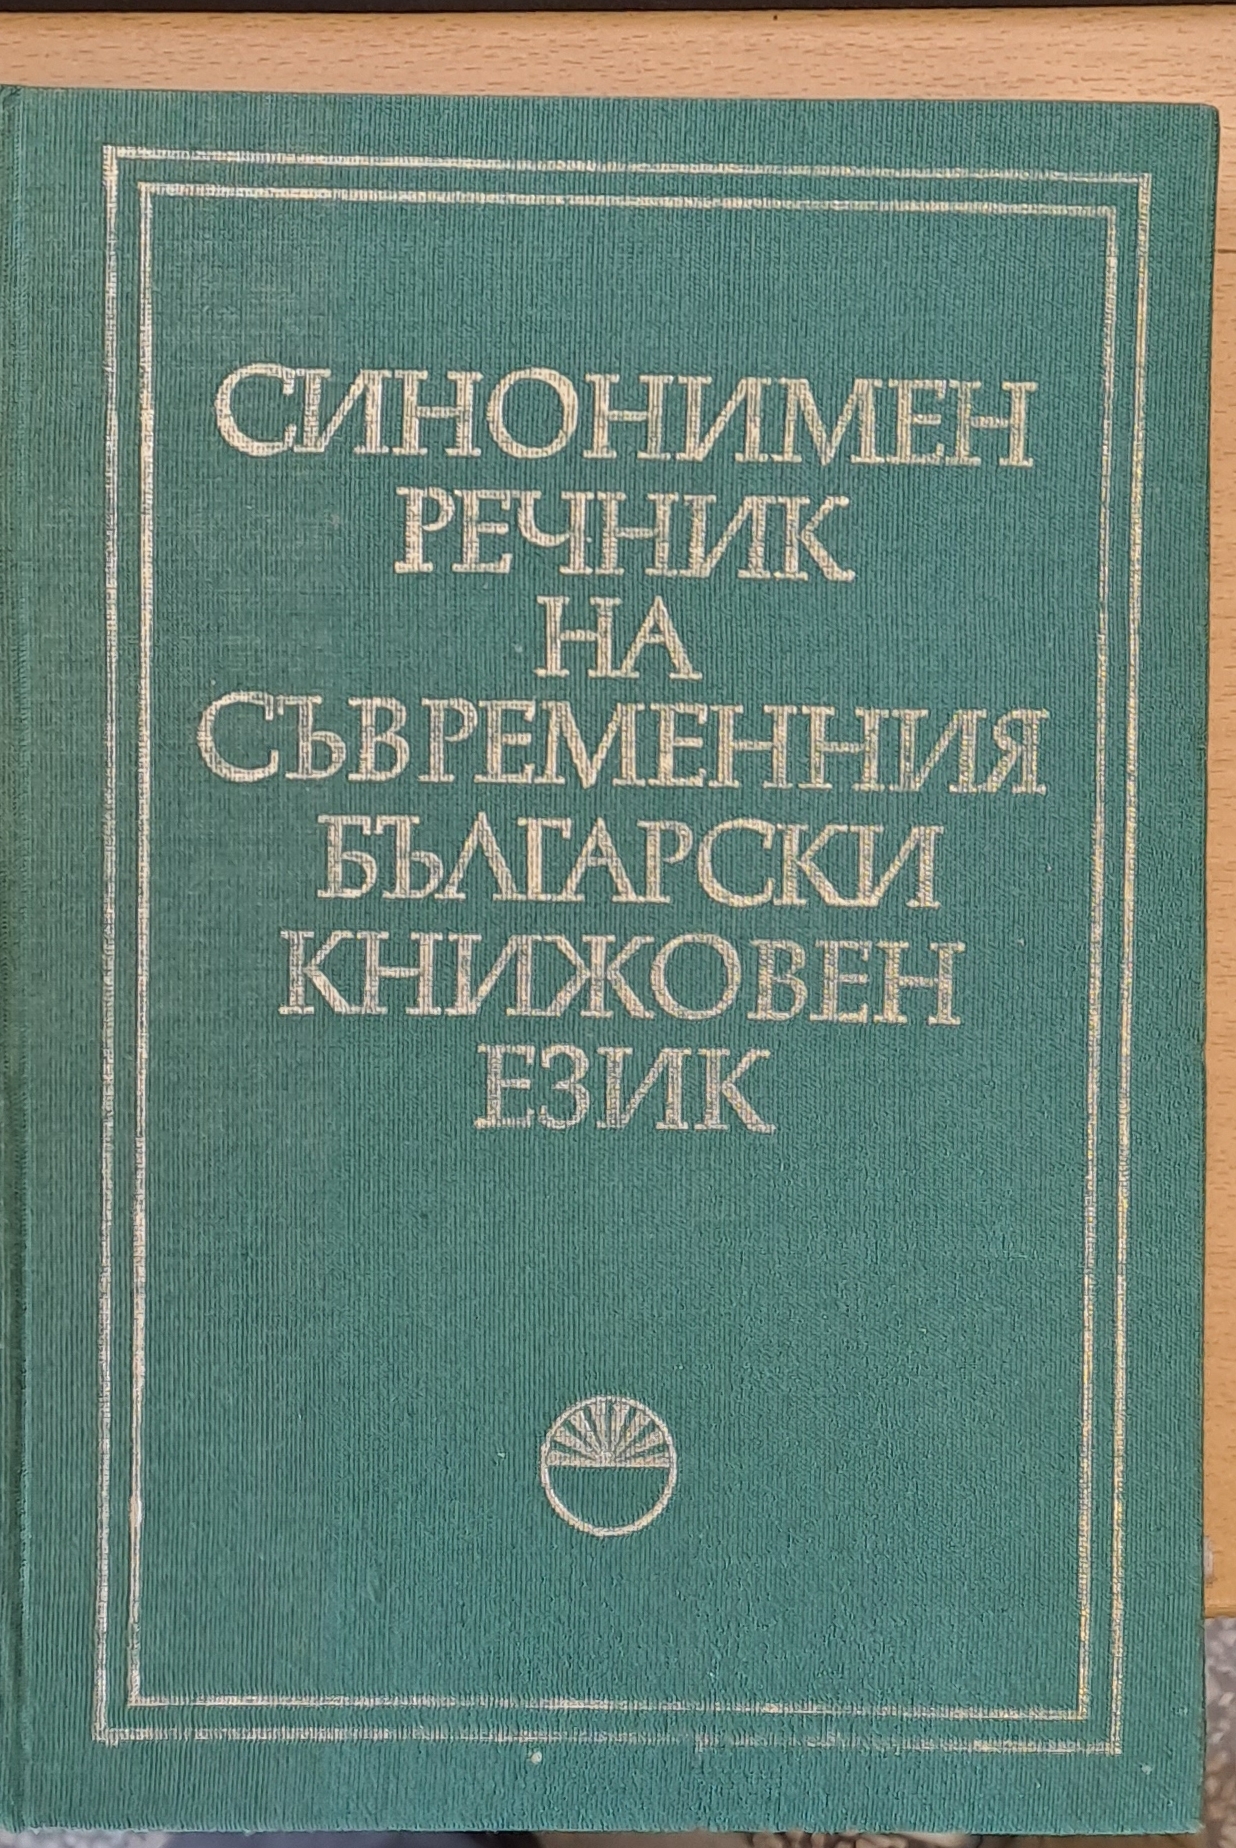 СИНОНИМЕН
РЕЧНИК
НА
СЪВРЕМЕННИЯ
БЪЛГАРСКИ
КНИЖОВЕН
ЕЗИК